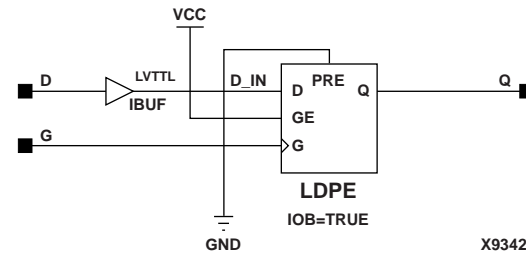 VCC
D
LVTTL
IBUF
D_IN
PRE
D
Q
Q
GE
G
G
LDPE
IOB=TRUE
GND
X9342